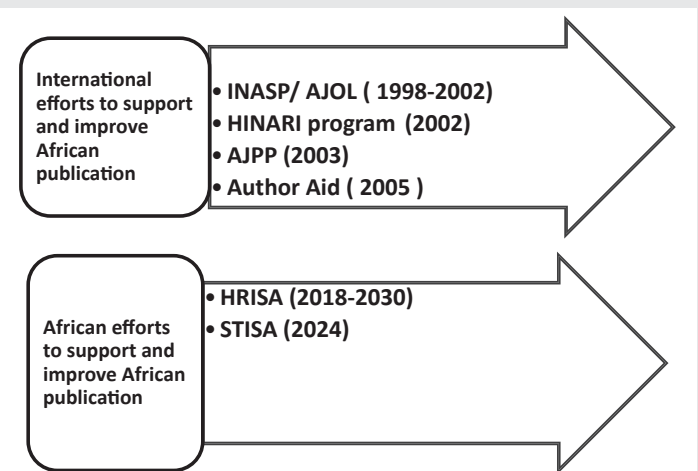 International
efforts to support
and improve
African
publication
• INASP/ AJOL ( 1998-2002)
• HINARI program (2002)
• AJPP (2003)
• Author Aid ( 2005 )
African efforts
to support and
improve African
publication
• HRISA (2018-2030)
• STISA (2024)